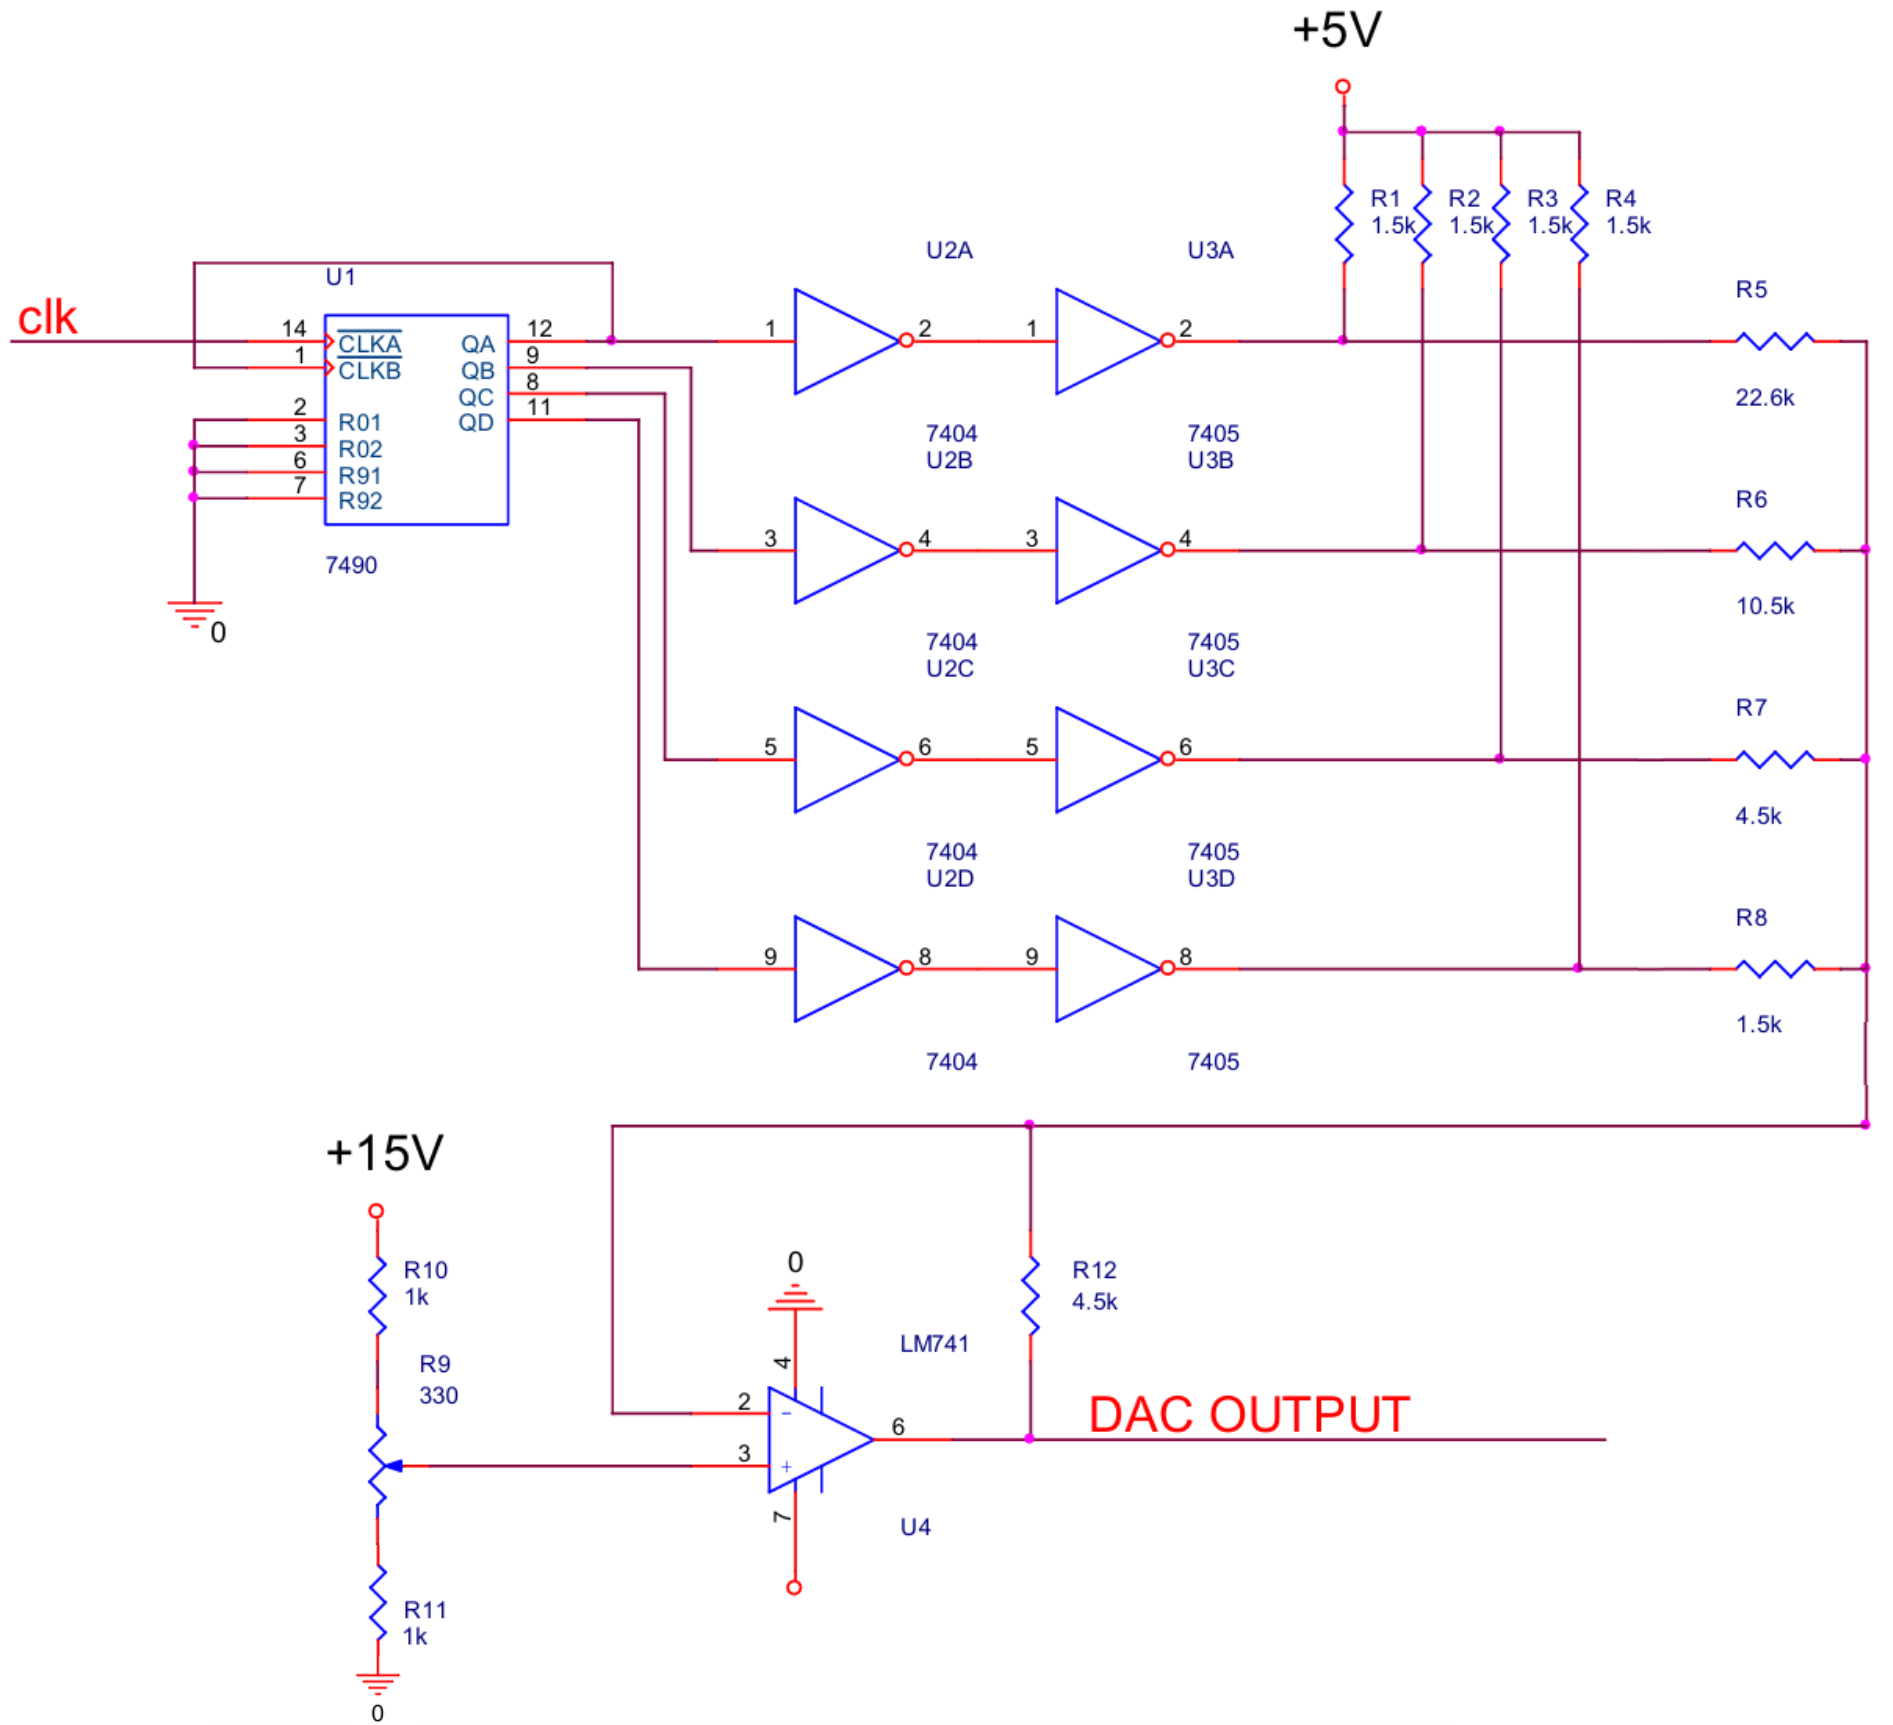 +5V
R1
1.5k
R2
1.5k
R3
1.5k
R4
1.5k
U2A
U3A
U1
clk
14
CLKA
1
CLKB
2
R01
3
R02
6
R91
7
R92
QA
12
QB
9
QC
8
QD
11
7490
0
1
2
1
2
R5
22.6k
7404
U2B
7405
U3B
3
4
3
4
R6
10.5k
7404
U2C
7405
U3C
5
6
5
6
R7
4.5k
7404
U2D
7405
U3D
9
8
9
8
R8
1.5k
7404
7405
+15V
R10
1k
R9
330
R11
1k
0
0
4
LM741
2
-
3
+
6
7
U4
R12
4.5k
DAC OUTPUT